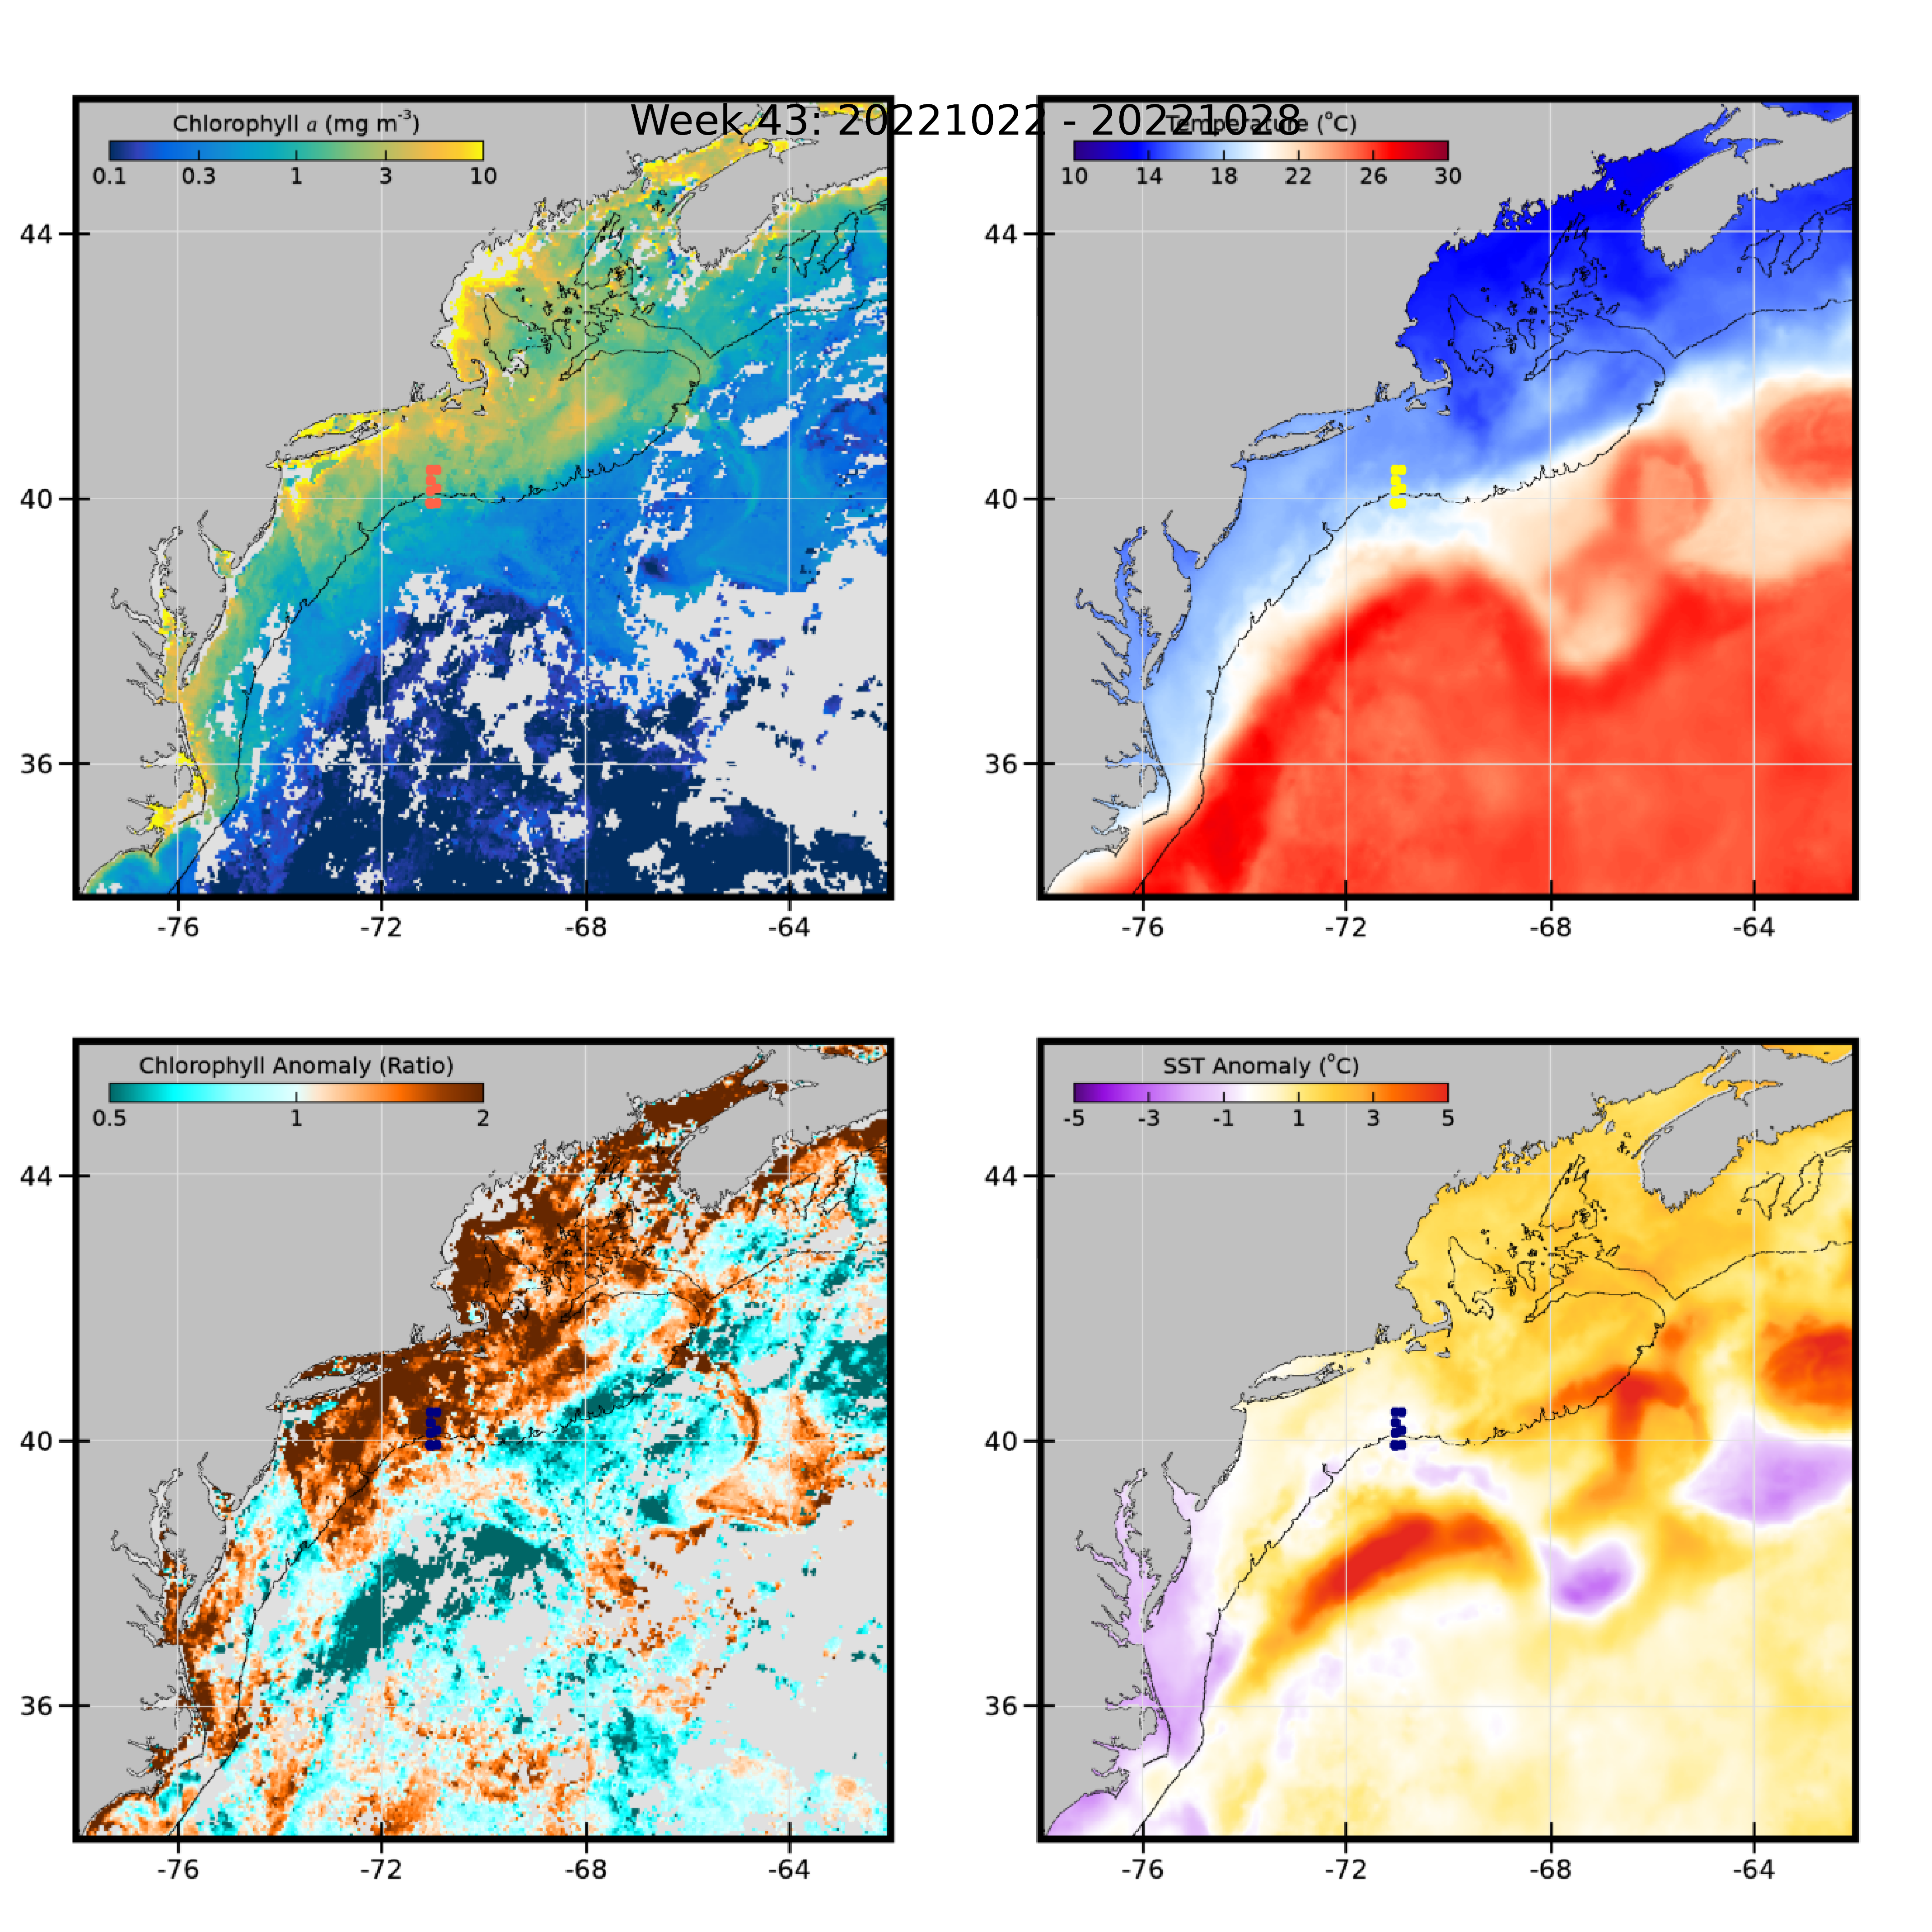 Week 43: 20221022 - 20221028
Chlorophyll a (mg m-3)
0.1 0.3 1 3 10
44
40
36
-76 -72 -68 -64
Temperature (°C)
10 14 18 22 26 30
44
40
36
-76 -72 -68 -64
Chlorophyll Anomaly (Ratio)
0.5 1 2
44
40
36
-76 -72 -68 -64
SST Anomaly (°C)
-5 -3 -1 1 3 5
44
40
36
-76 -72 -68 -64